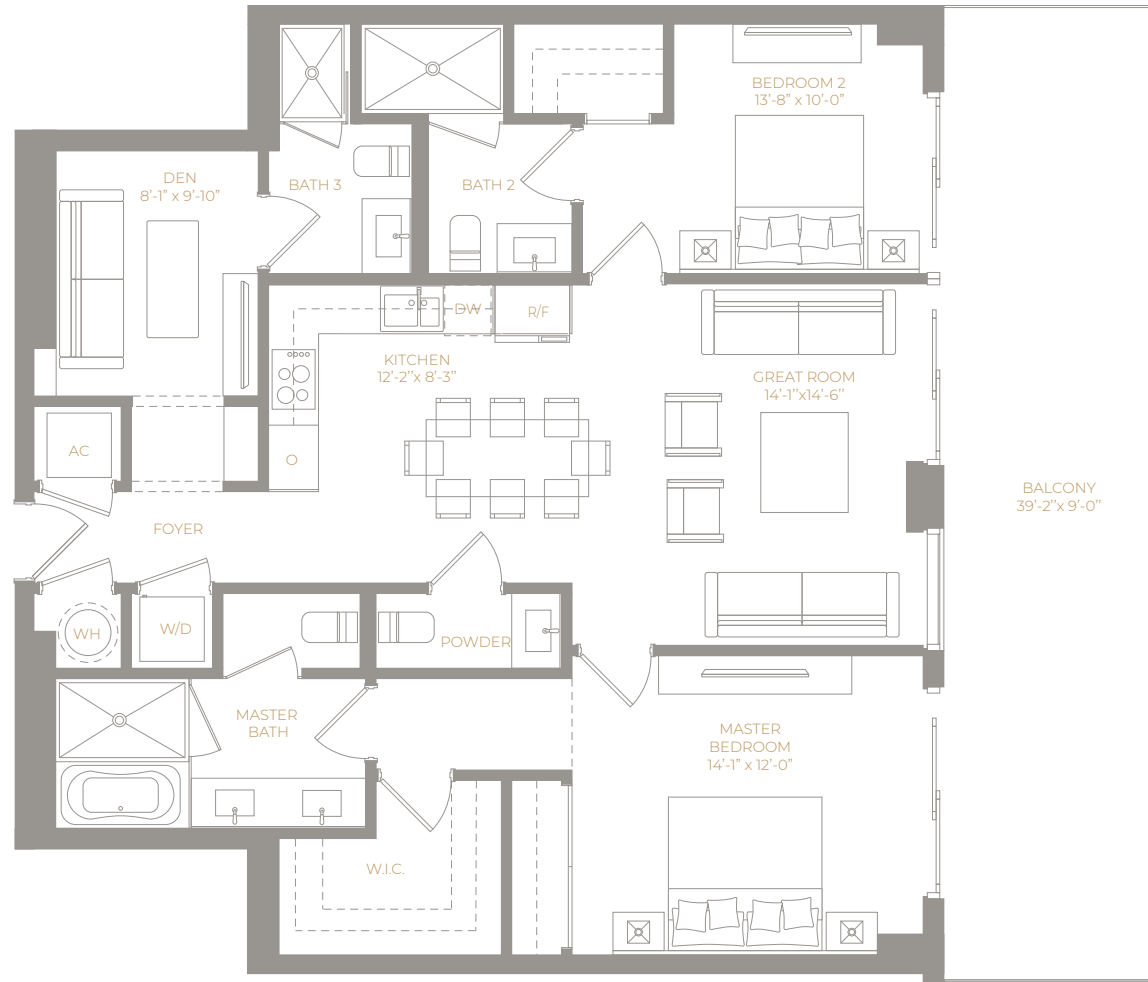 BEDROOM 2
13'-8" x 10'-0"
DEN
8'-1" x 9'-10"
BATH 3
BATH 2
DW
R/F
KITCHEN
12'-2"x 8'-3"
GREAT ROOM
14'-1"x14'-6"
AC
O
BALCONY
39'-2"x 9'-0"
FOYER
WH
W/D
POWDER
MASTER
BATH
MASTER
BEDROOM
14'-1" x 12'-0"
W.I.C.